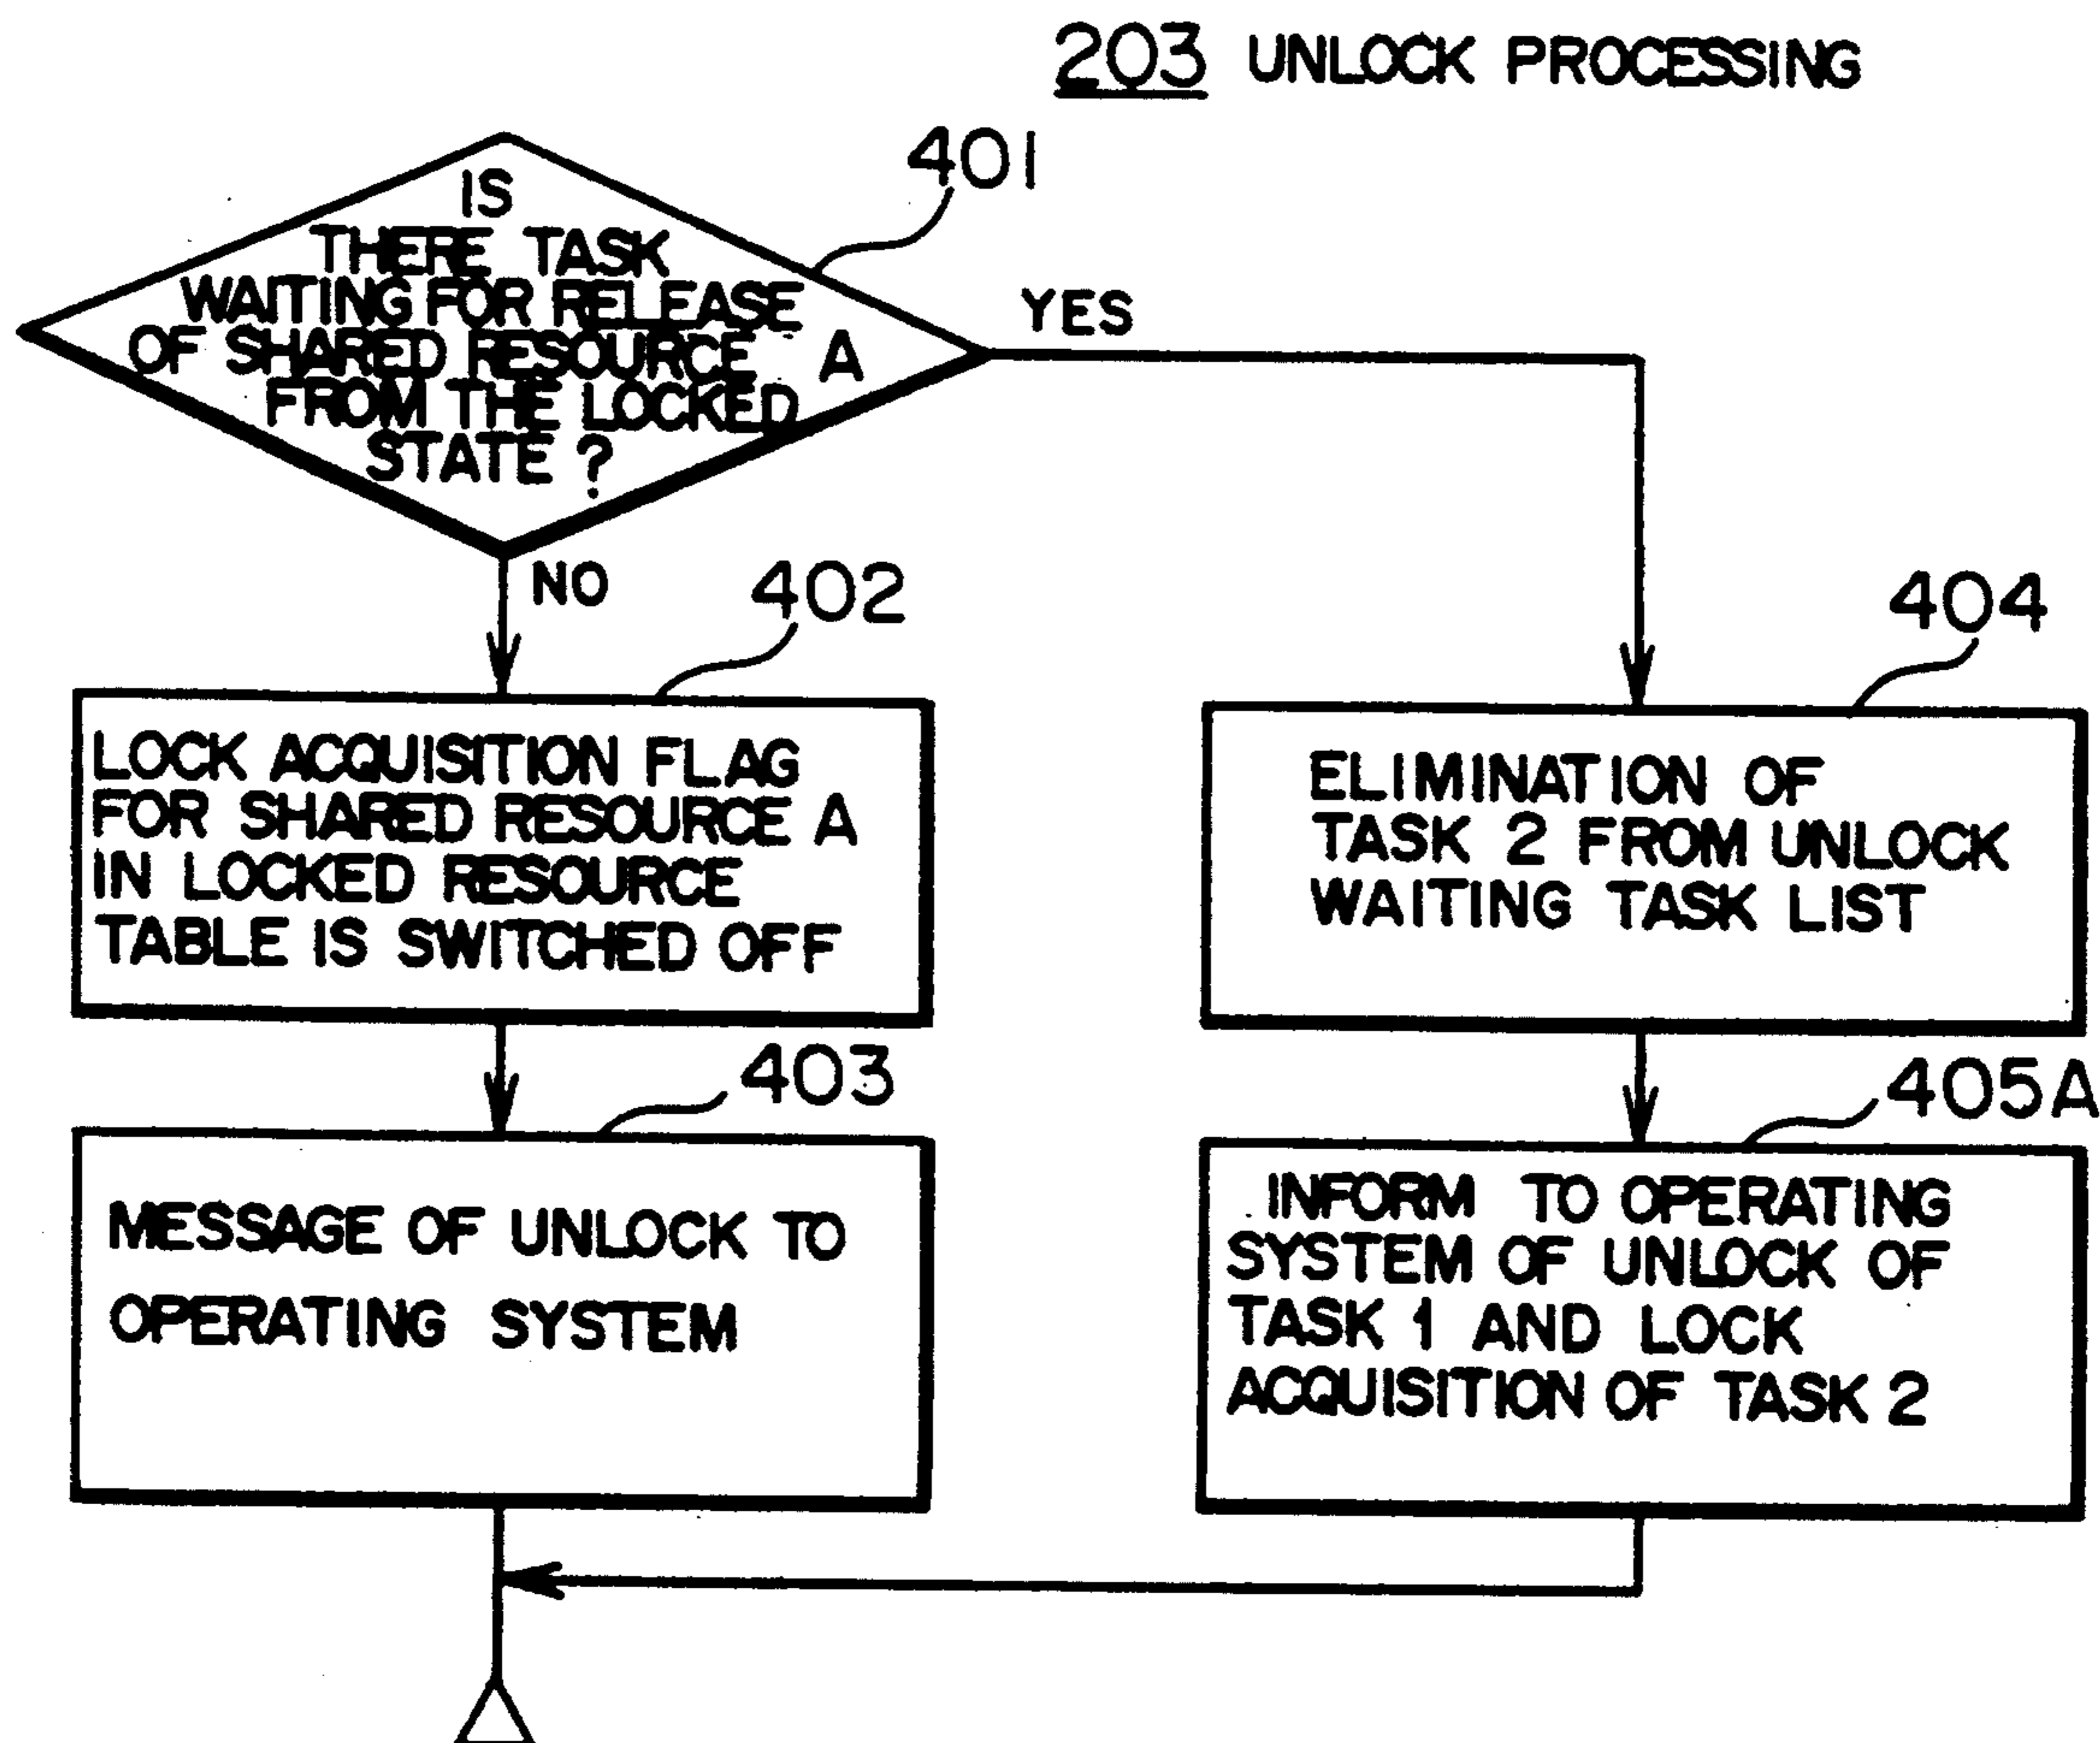 203 UNLOCK PROCESSING
401
IS
THERE TASK
WAITING FOR RELEASE
OF SHARED RESOURCE A
FROM THE LOCKED
STATE ?
YES
NO
402
LOCK ACQUISITION FLAG
FOR SHARED RESOURCE A
IN LOCKED RESOURCE
TABLE IS SWITCHED OFF
404
ELIMINATION OF
TASK 2 FROM UNLOCK
WAITING TASK LIST
403
MESSAGE OF UNLOCK TO
OPERATING SYSTEM
405A
INFORM TO OPERATING
SYSTEM OF UNLOCK OF
TASK 1 AND LOCK
ACQUISITION OF TASK 2